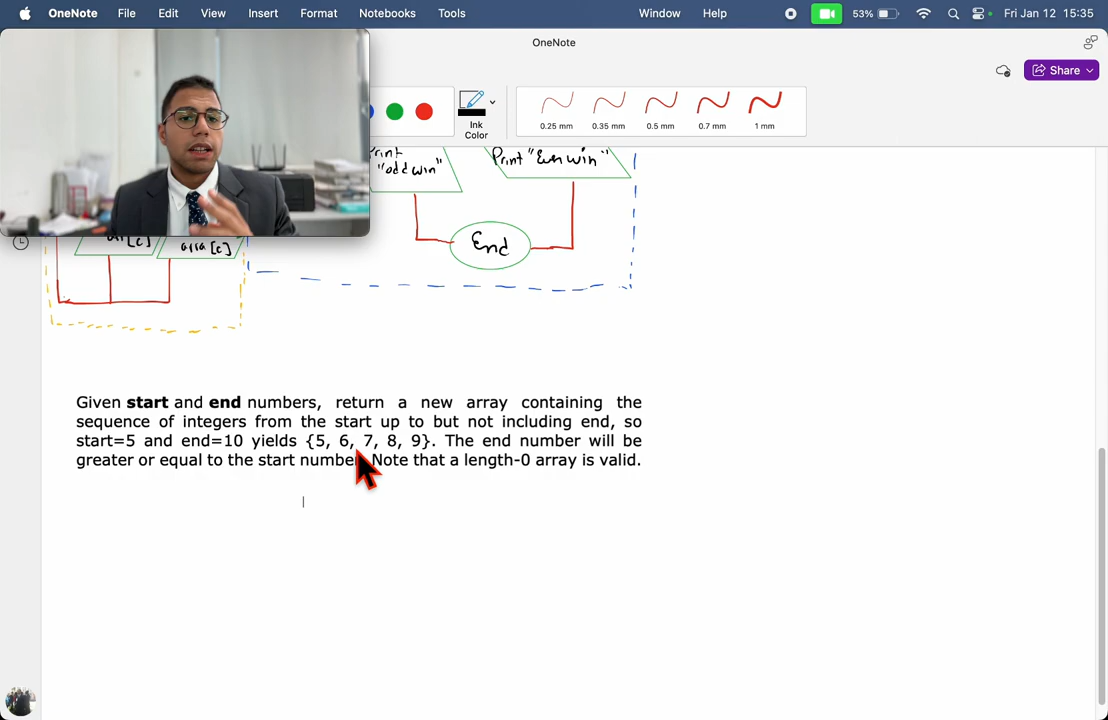 OneNote File Edit View Insert Format Notebooks Tools Window Help 53% Fri Jan 12 15:35
OneNote
Share
Ink Color
0.25 mm 0.35 mm 0.5 mm 0.7 mm 1 mm
Print "odd win"
Print "Even win"
End
arr[c]
Given start and end numbers, return a new array containing the
sequence of integers from the start up to but not including end, so
start=5 and end=10 yields {5, 6, 7, 8, 9}. The end number will be
greater or equal to the start number. Note that a length-0 array is valid.